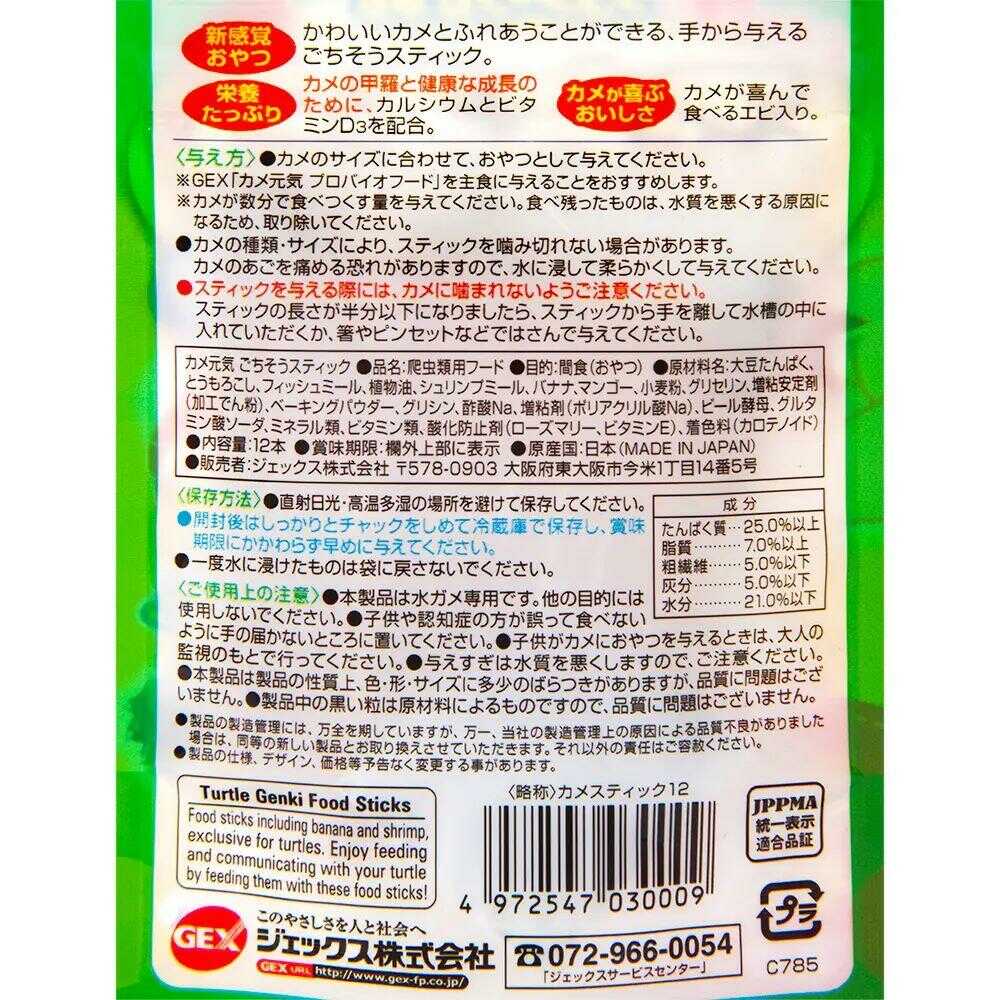 新感覚
おやつ
かわいいカメとふれあうことができる、手から与える
ごちそうスティック。
栄養
たっぷり
カメの甲羅と健康な成長の
ために、カルシウムとビタ
ミンD3を配合。
カメが喜ぶ
おいしさ
カメが喜んで
食べるエビ入り。
〈与え方〉●カメのサイズに合わせて、おやつとして与えてください。
※GEX「カメ元気 プロバイオフード」を主食に与えることをおすすめします。
※カメが数分で食べつくす量を与えてください。食べ残ったものは、水質を悪くする原因に
なるため、取り除いてください。
●カメの種類・サイズにより、スティックを噛み切れない場合があります。
カメのあごを痛める恐れがありますので、水に浸して柔らかくして与えてください。
●スティックを与える際には、カメに噛まれないようご注意ください。
スティックの長さが半分以下になりましたら、スティックから手を離して水槽の中に
入れていただくか、箸やピンセットなどではさんで与えてください。
カメ元気 ごちそうスティック ●品名:爬虫類用フード ●目的:間食(おやつ) ●原材料名:大豆たんぱく、
とうもろこし、フィッシュミール、植物油、シュリンプミール、バナナ、マンゴー、小麦粉、グリセリン、増粘安定剤
(加工でん粉)、ベーキングパウダー、グリシン、酢酸Na、増粘剤(ポリアクリル酸Na)、ビール酵母、グルタ
ミン酸ソーダ、ミネラル類、ビタミン類、酸化防止剤(ローズマリー、ビタミンE)、着色料(カロテノイド)
●内容量:12本 ●賞味期限:欄外上部に表示 ●原産国:日本(MADE IN JAPAN)
●販売者:ジェックス株式会社 〒578-0903 大阪府東大阪市今米1丁目14番5号
〈保存方法〉●直射日光・高温多湿の場所を避けて保存してください。
●開封後はしっかりとチャックをしめて冷蔵庫で保存し、賞味
期限にかかわらず早めに与えてください。
●一度水に浸けたものは袋に戻さないでください。
成分
たんぱく質…25.0%以上
脂質………7.0%以上
粗繊維……5.0%以下
灰分………5.0%以下
水分………21.0%以下
〈ご使用上の注意〉●本製品は水ガメ専用です。他の目的には
使用しないでください。●子供や認知症の方が誤って食べない
ように手の届かないところに置いてください。●子供がカメにおやつを与えるときは、大人の
監視のもとで行ってください。●与えすぎは水質を悪くしますので、ご注意ください。
●本製品は製品の性質上、色・形・サイズに多少のばらつきがありますが、品質に問題はござ
いません。●製品中の黒い粒は原材料によるものですので、品質に問題はございません。
●製品の製造管理には、万全を期していますが、万一、当社の製造管理上の原因による品質不良がありました
場合は、同等の新しい製品とお取り換えさせていただきます。それ以外の責任はご容赦ください。
●製品の仕様、デザイン、価格等予告なく変更する事があります。
Turtle Genki Food Sticks
Food sticks including banana and shrimp,
exclusive for turtles. Enjoy feeding
and communicating with your turtle
by feeding them with these food sticks!
〈略称〉カメスティック12
4 972547 030009
JPPMA
統一表示
適合品証
プラ
C785
GEX
このやさしさを人と社会へ
ジェックス株式会社
GEX URL http://www.gex-fp.co.jp/
☎072-966-0054
「ジェックスサービスセンター」